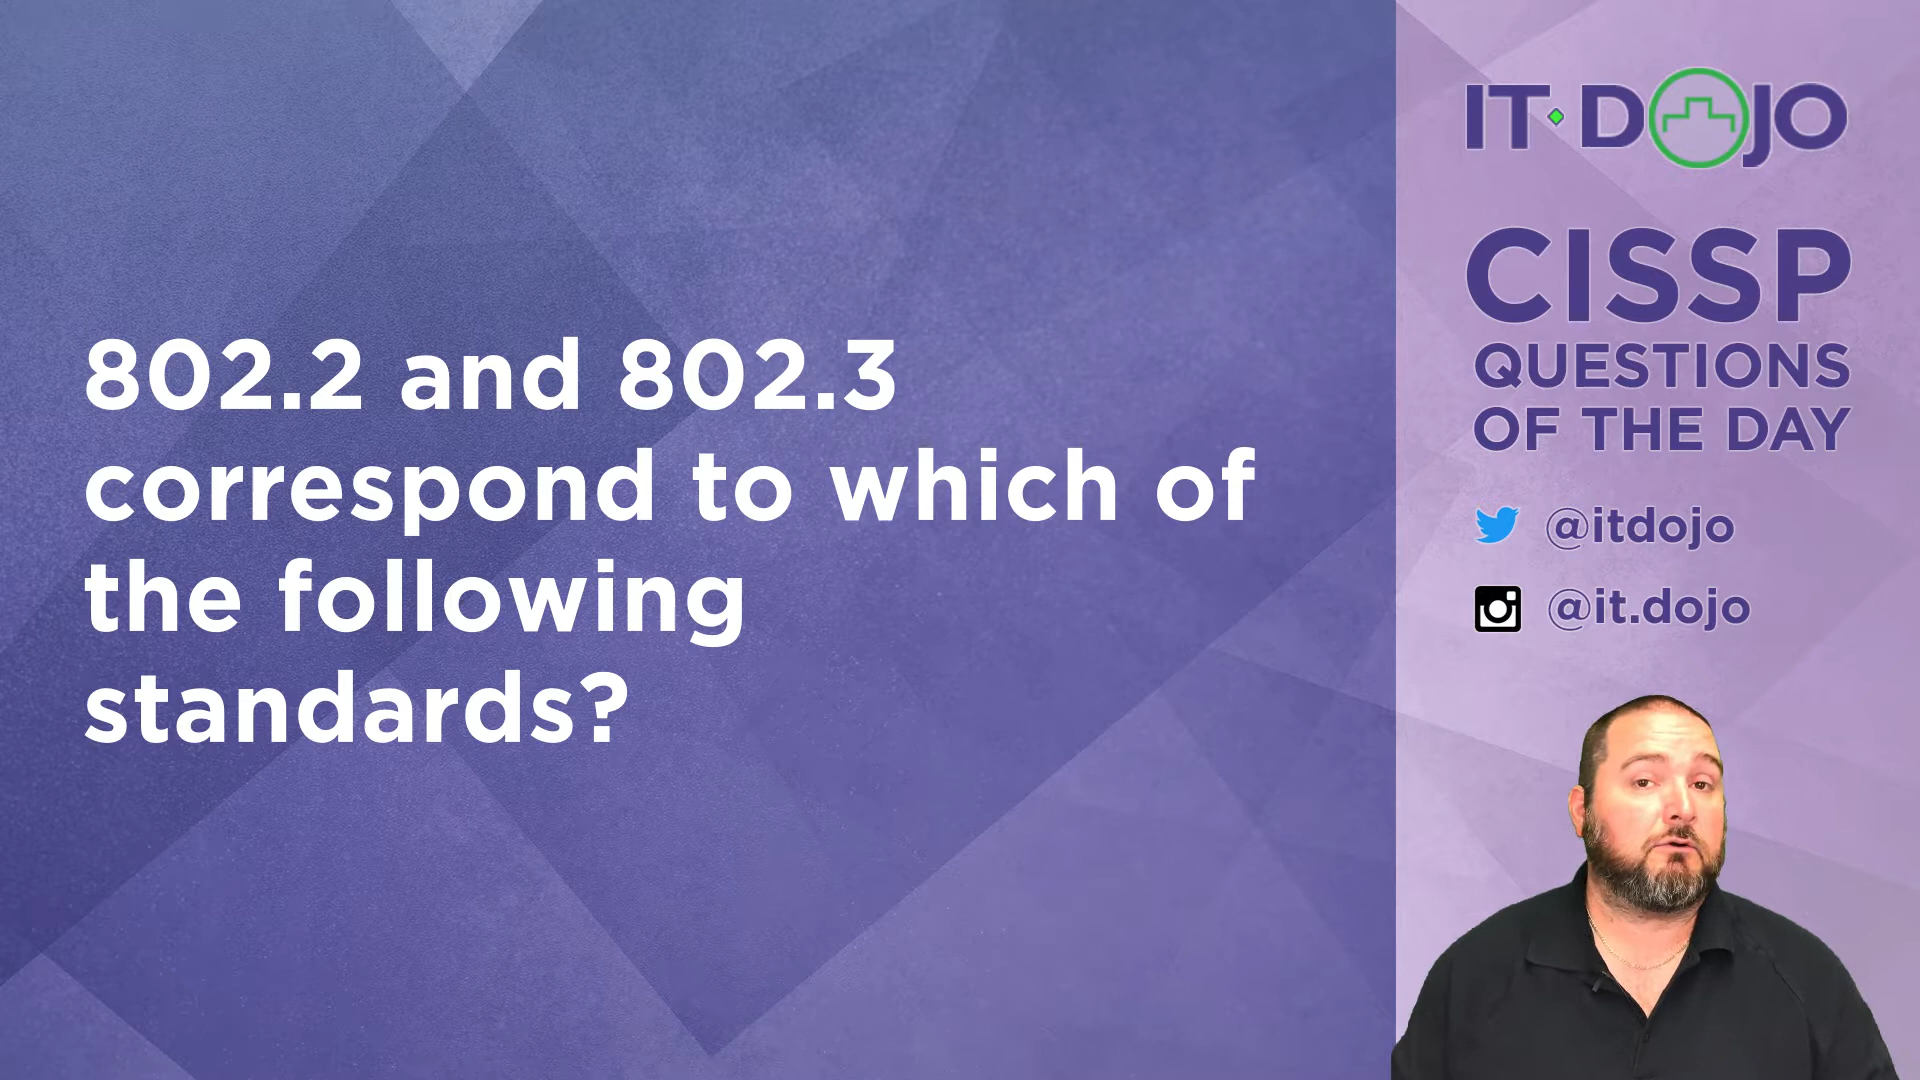 802.2 and 802.3
correspond to which of
the following
standards?
IT DOJO
CISSP
QUESTIONS
OF THE DAY
@itdojo
@it.dojo